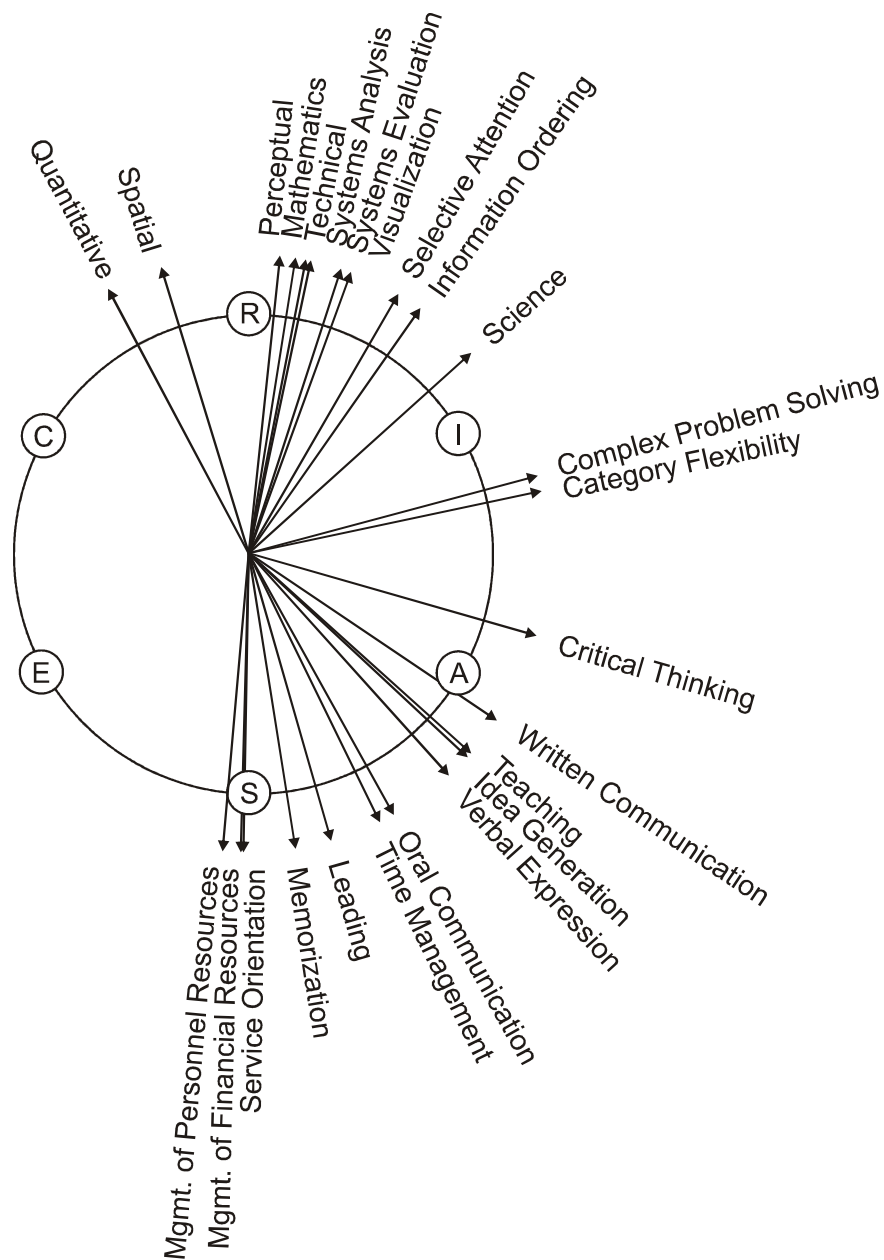 Quantitative
Spatial
Perceptual
Mathematics
Technical
Systems Analysis
Systems Evaluation
Visualization
Selective Attention
Information Ordering
Science
R
C
I
Complex Problem Solving
Category Flexibility
E
A
Critical Thinking
S
Written Communication
Teaching
Idea Generation
Verbal Expression
Oral Communication
Time Management
Leading
Memorization
Service Orientation
Mgmt. of Financial Resources
Mgmt. of Personnel Resources